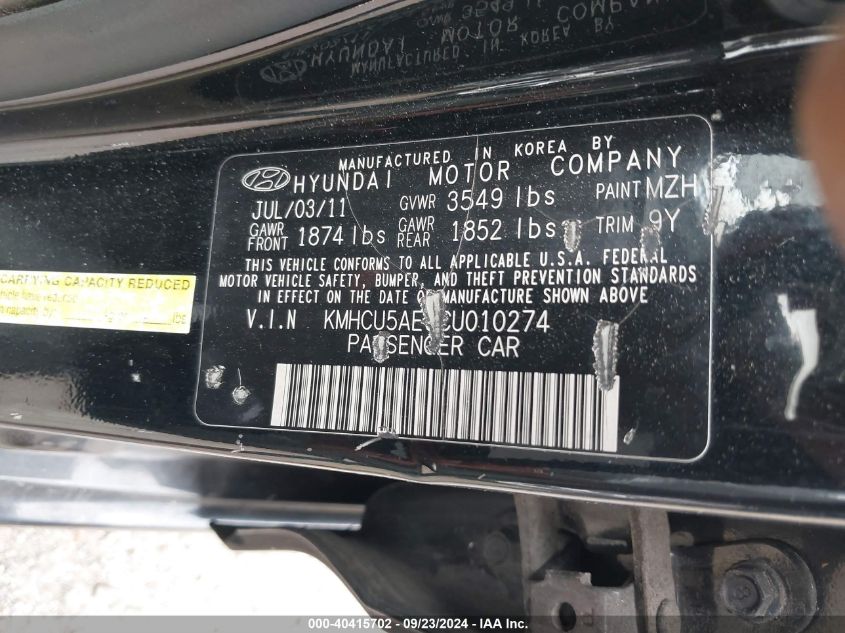 MANUFACTURED IN KOREA BY
HYUNDAI MOTOR COMPANY
JUL/03/11 GVWR 3549 lbs PAINT MZH
GAWR FRONT 1874 lbs GAWR REAR 1852 lbs TRIM 9Y
THIS VEHICLE CONFORMS TO ALL APPLICABLE U.S.A. FEDERAL
MOTOR VEHICLE SAFETY, BUMPER, AND THEFT PREVENTION STANDARDS
IN EFFECT ON THE DATE OF MANUFACTURE SHOWN ABOVE
V.I.N
PASSENGER CAR
CARRYING CAPACITY REDUCED
lbs
000-40415702 - 09/23/2024 - IAA Inc.